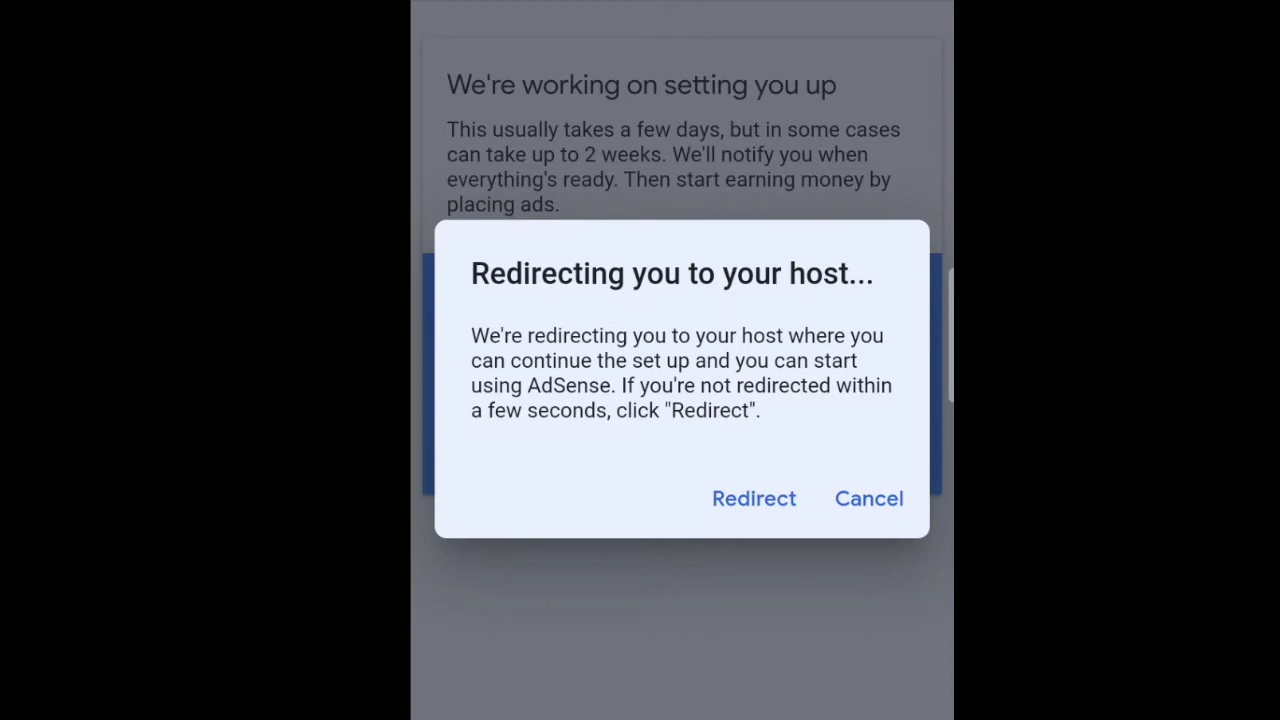 We're working on setting you up
This usually takes a few days, but in some cases
can take up to 2 weeks. We'll notify you when
everything's ready. Then start earning money by
placing ads.
Redirecting you to your host...
We're redirecting you to your host where you
can continue the set up and you can start
using AdSense. If you're not redirected within
a few seconds, click "Redirect".
Redirect Cancel